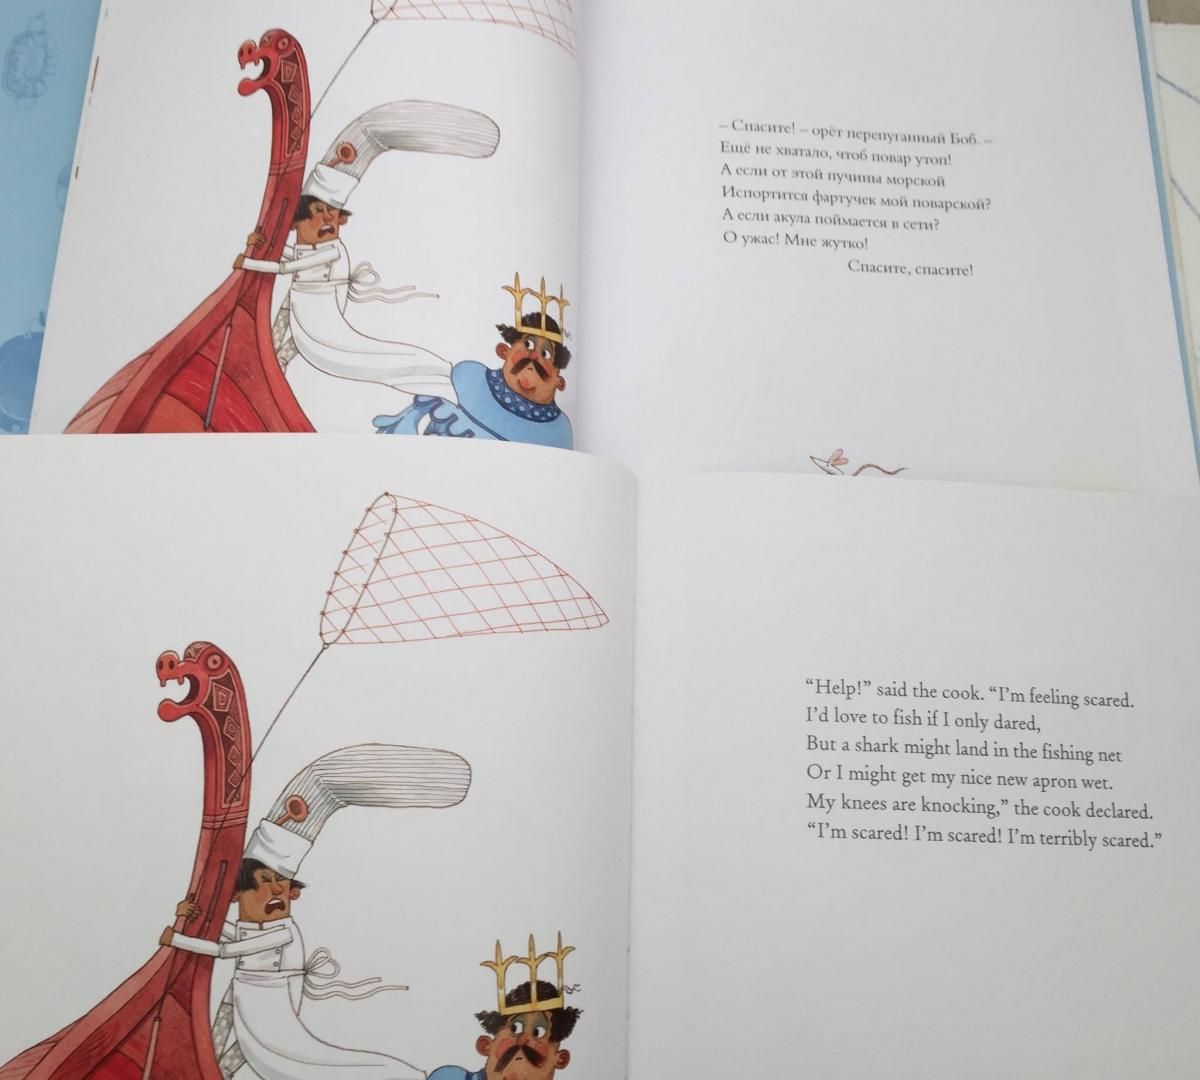 – Спасите! – орёт перепуганный Боб. –
Ещё не хватало, чтоб повар утоп!
А если от этой пучины морской
Испортится фартучек мой поварской?
А если акула поймается в сети?
О ужас! Мне жутко!
Спасите, спасите!
“Help!” said the cook. “I’m feeling scared.
I’d love to fish if I only dared,
But a shark might land in the fishing net
Or I might get my nice new apron wet.
My knees are knocking,” the cook declared.
“I’m scared! I’m scared! I’m terribly scared.”